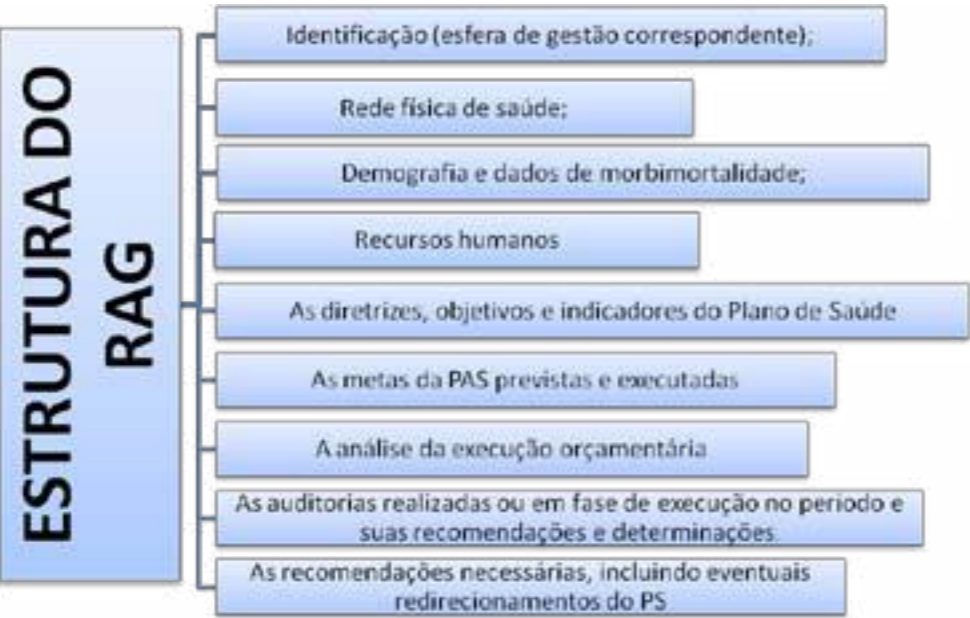 ESTRUTURA DO
RAG
Identificação (esfera de gestão correspondente);
Rede física de saúde;
Demografia e dados de morbimortalidade;
Recursos humanos
As diretrizes, objetivos e indicadores do Plano de Saúde
As metas da PAS previstas e executadas
A análise da execução orçamentária
As auditorias realizadas ou em fase de execução no periodo e
suas recomendações e determinações
As recomendações necessárias, incluindo eventuais
redirecionamentos do PS